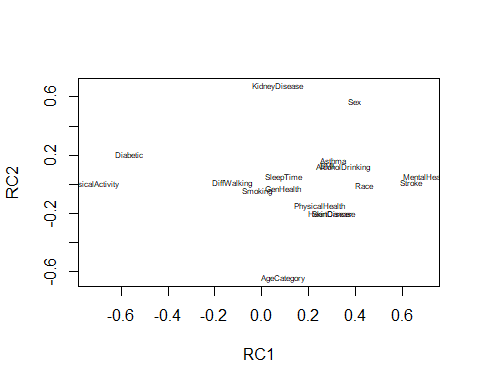 KidneyDisease
Sex
Diabetic
Asthma
AlcoholDrinking
SleepTime
MentalHea
sicalActivity
DiffWalking
Stroke
Race
Smoking
GenHealth
PhysicalHealth
SkinCancer
AgeCategory
RC2
-0.6
-0.2
0.2
0.6
-0.6
-0.4
-0.2
0.0
0.2
0.4
0.6
RC1